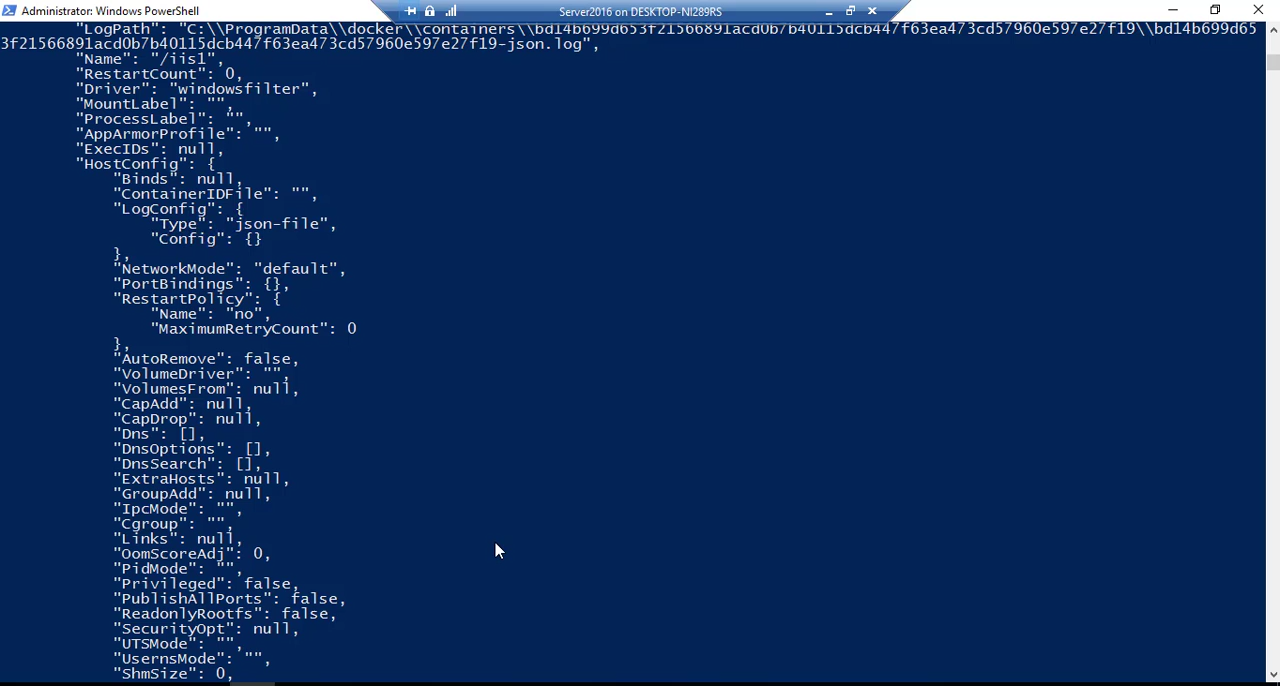 Administrator: Windows PowerShell
Server2016 on DESKTOP-NI289RS
"LogPath": "C:\\ProgramData\\docker\\containers\\bd14b699d653f21566891acd0b7b40115dcb447f63ea473cd57960e597e27f19\\bd14b699d65
3f21566891acd0b7b40115dcb447f63ea473cd57960e597e27f19-json.log",
"Name": "/iis1",
"RestartCount": 0,
"Driver": "windowsfilter",
"MountLabel": "",
"ProcessLabel": "",
"AppArmorProfile": "",
"ExecIDs": null,
"HostConfig": {
"Binds": null,
"ContainerIDFile": "",
"LogConfig": {
"Type": "json-file",
"Config": {}
},
"NetworkMode": "default",
"PortBindings": {},
"RestartPolicy": {
"Name": "no",
"MaximumRetryCount": 0
},
"AutoRemove": false,
"VolumeDriver": "",
"VolumesFrom": null,
"CapAdd": null,
"CapDrop": null,
"Dns": [],
"DnsOptions": [],
"DnsSearch": [],
"ExtraHosts": null,
"GroupAdd": null,
"IpcMode": "",
"Cgroup": "",
"Links": null,
"OomScoreAdj": 0,
"PidMode": "",
"Privileged": false,
"PublishAllPorts": false,
"ReadonlyRootfs": false,
"SecurityOpt": null,
"UTSMode": "",
"UsernsMode": "",
"ShmSize": 0,